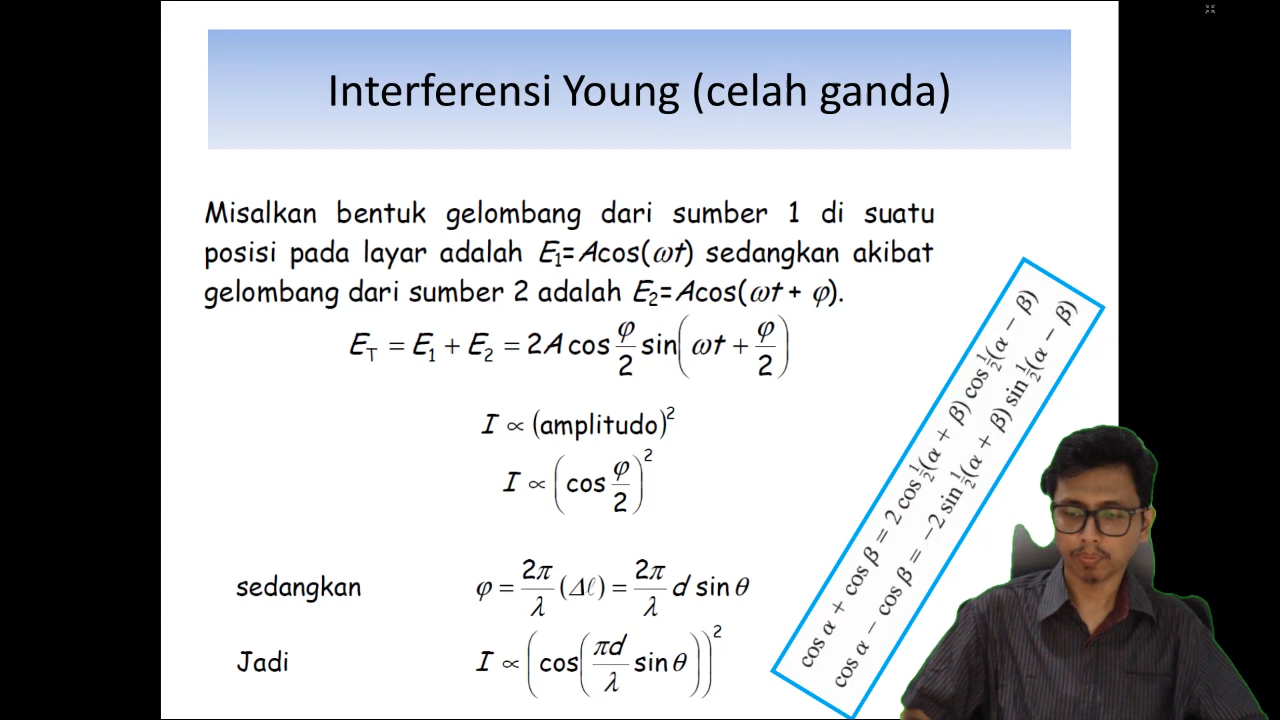 Interferensi Young (celah ganda)
Misalkan bentuk gelombang dari sumber 1 di suatu
posisi pada layar adalah E₁=Acos(ωt) sedangkan akibat
gelombang dari sumber 2 adalah E₂=Acos(ωt + φ).
E_T = E₁ + E₂ = 2A cos φ/2 sin(ωt + φ/2)
I ∝ (amplitudo)²
I ∝ (cos φ/2)²
sedangkan φ = 2π/λ (Δℓ) = 2π/λ d sin θ
Jadi I ∝ (cos(πd/λ sin θ))²
cos α + cos β = 2 cos ½(α + β) cos ½(α − β)
cos α − cos β = −2 sin ½(α + β) sin ½(α − β)